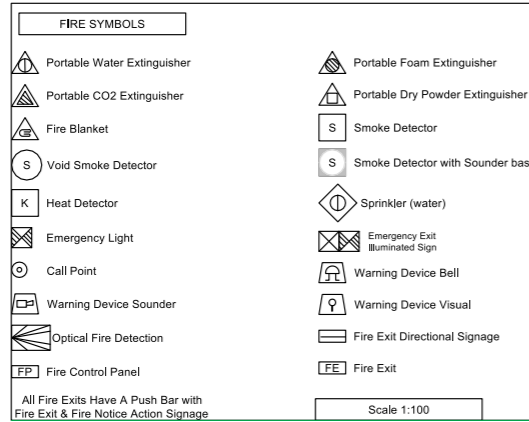 FIRE SYMBOLS
Portable Water Extinguisher
Portable Foam Extinguisher
Portable CO2 Extinguisher
Portable Dry Powder Extinguisher
Fire Blanket
S Smoke Detector
S Void Smoke Detector
S Smoke Detector with Sounder bas
K Heat Detector
Sprinkler (water)
Emergency Light
Emergency Exit
Illuminated Sign
Call Point
Warning Device Bell
Warning Device Sounder
Warning Device Visual
Optical Fire Detection
Fire Exit Directional Signage
FP Fire Control Panel
FE Fire Exit
All Fire Exits Have A Push Bar with
Fire Exit & Fire Notice Action Signage
Scale 1:100